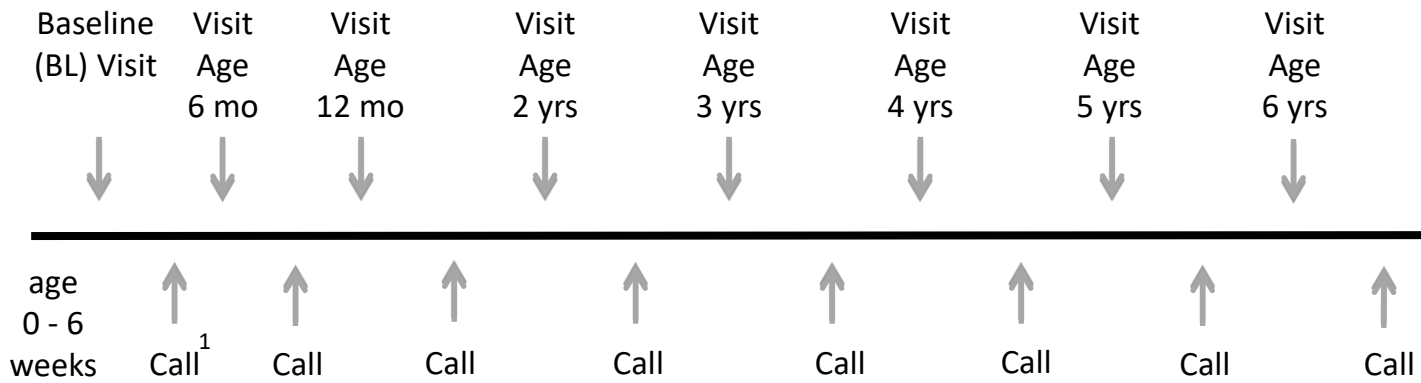 Baseline Visit Visit Visit Visit Visit Visit Visit
(BL) Visit Age Age Age Age Age Age Age
6 mo 12 mo 2 yrs 3 yrs 4 yrs 5 yrs 6 yrs
age
0 - 6
weeks Call1 Call Call Call Call Call Call Call